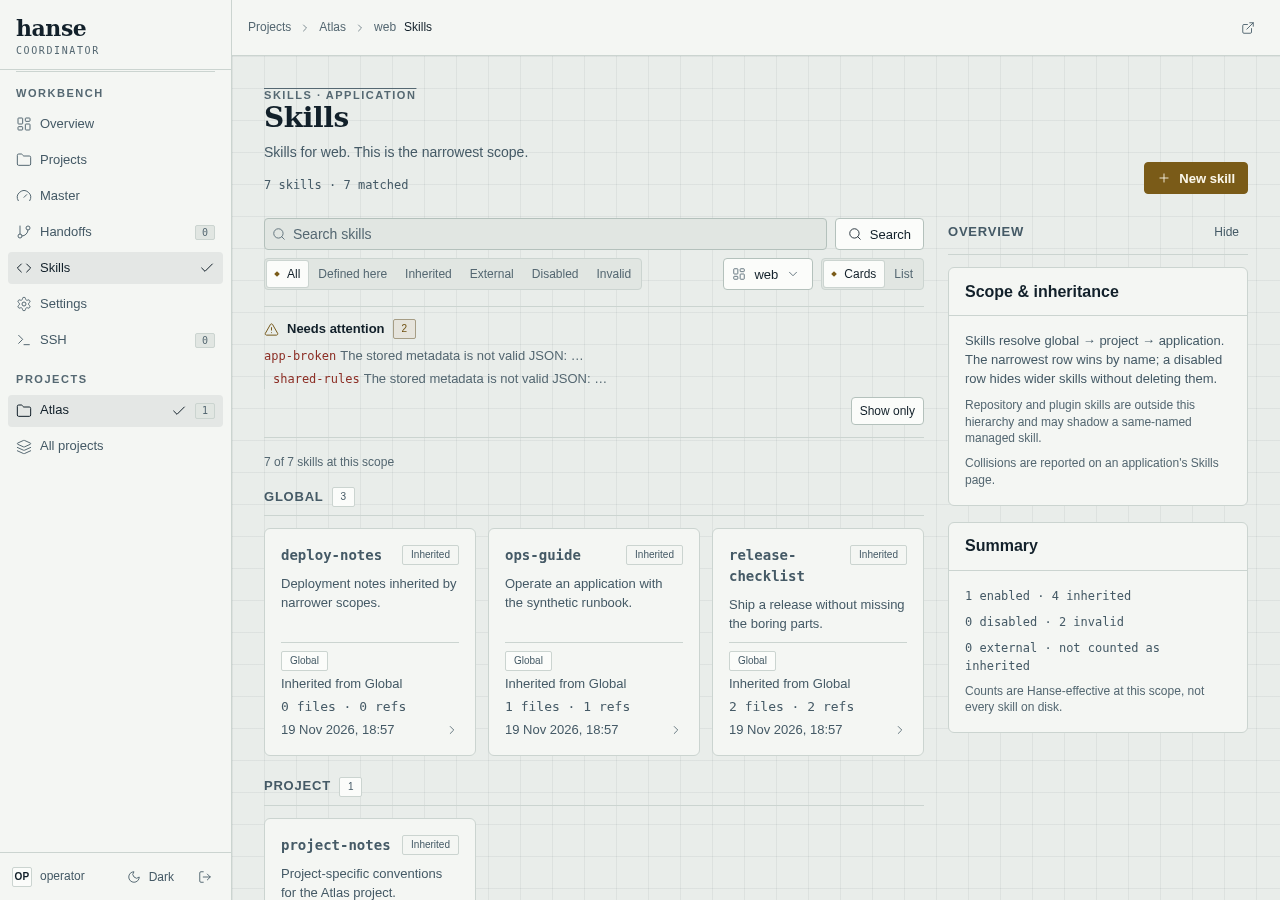 hanse
COORDINATOR
WORKBENCH
Overview
Projects
Master
Handoffs 0
Skills
Settings
SSH 0
PROJECTS
Atlas 1
All projects
OP operator Dark
Projects Atlas web Skills
SKILLS · APPLICATION
Skills
Skills for web. This is the narrowest scope.
7 skills · 7 matched
New skill
Search skills
Search
All Defined here Inherited External Disabled Invalid
web
Cards List
Needs attention 2
app-broken The stored metadata is not valid JSON: …
shared-rules The stored metadata is not valid JSON: …
Show only
7 of 7 skills at this scope
GLOBAL 3
deploy-notes Inherited
Deployment notes inherited by
narrower scopes.
Global
Inherited from Global
0 files · 0 refs
19 Nov 2026, 18:57
ops-guide Inherited
Operate an application with
the synthetic runbook.
Global
Inherited from Global
1 files · 1 refs
19 Nov 2026, 18:57
release-
checklist
Inherited
Ship a release without missing
the boring parts.
Global
Inherited from Global
2 files · 2 refs
19 Nov 2026, 18:57
PROJECT 1
project-notes Inherited
Project-specific conventions
for the Atlas project.
OVERVIEW Hide
Scope & inheritance
Skills resolve global → project → application.
The narrowest row wins by name; a disabled
row hides wider skills without deleting them.
Repository and plugin skills are outside this
hierarchy and may shadow a same-named
managed skill.
Collisions are reported on an application's Skills
page.
Summary
1 enabled · 4 inherited
0 disabled · 2 invalid
0 external · not counted as
inherited
Counts are Hanse-effective at this scope, not
every skill on disk.